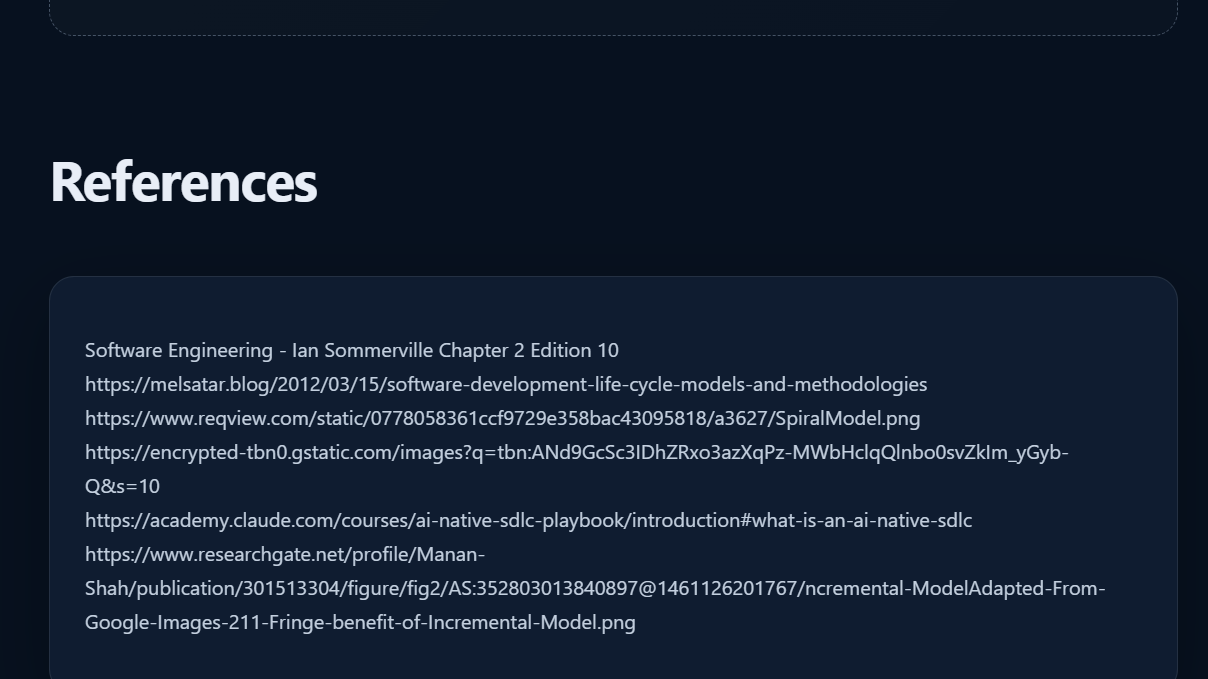 References
Software Engineering - Ian Sommerville Chapter 2 Edition 10
https://melsatar.blog/2012/03/15/software-development-life-cycle-models-and-methodologies
https://www.reqview.com/static/0778058361ccf9729e358bac43095818/a3627/SpiralModel.png
https://encrypted-tbn0.gstatic.com/images?q=tbn:ANd9GcSc3IDhZRxo3azXqPz-MWbHclqQlnbo0svZkIm_yGyb-
Q&s=10
https://academy.claude.com/courses/ai-native-sdlc-playbook/introduction#what-is-an-ai-native-sdlc
https://www.researchgate.net/profile/Manan-
Shah/publication/301513304/figure/fig2/AS:352803013840897@1461126201767/ncremental-ModelAdapted-From-
Google-Images-211-Fringe-benefit-of-Incremental-Model.png